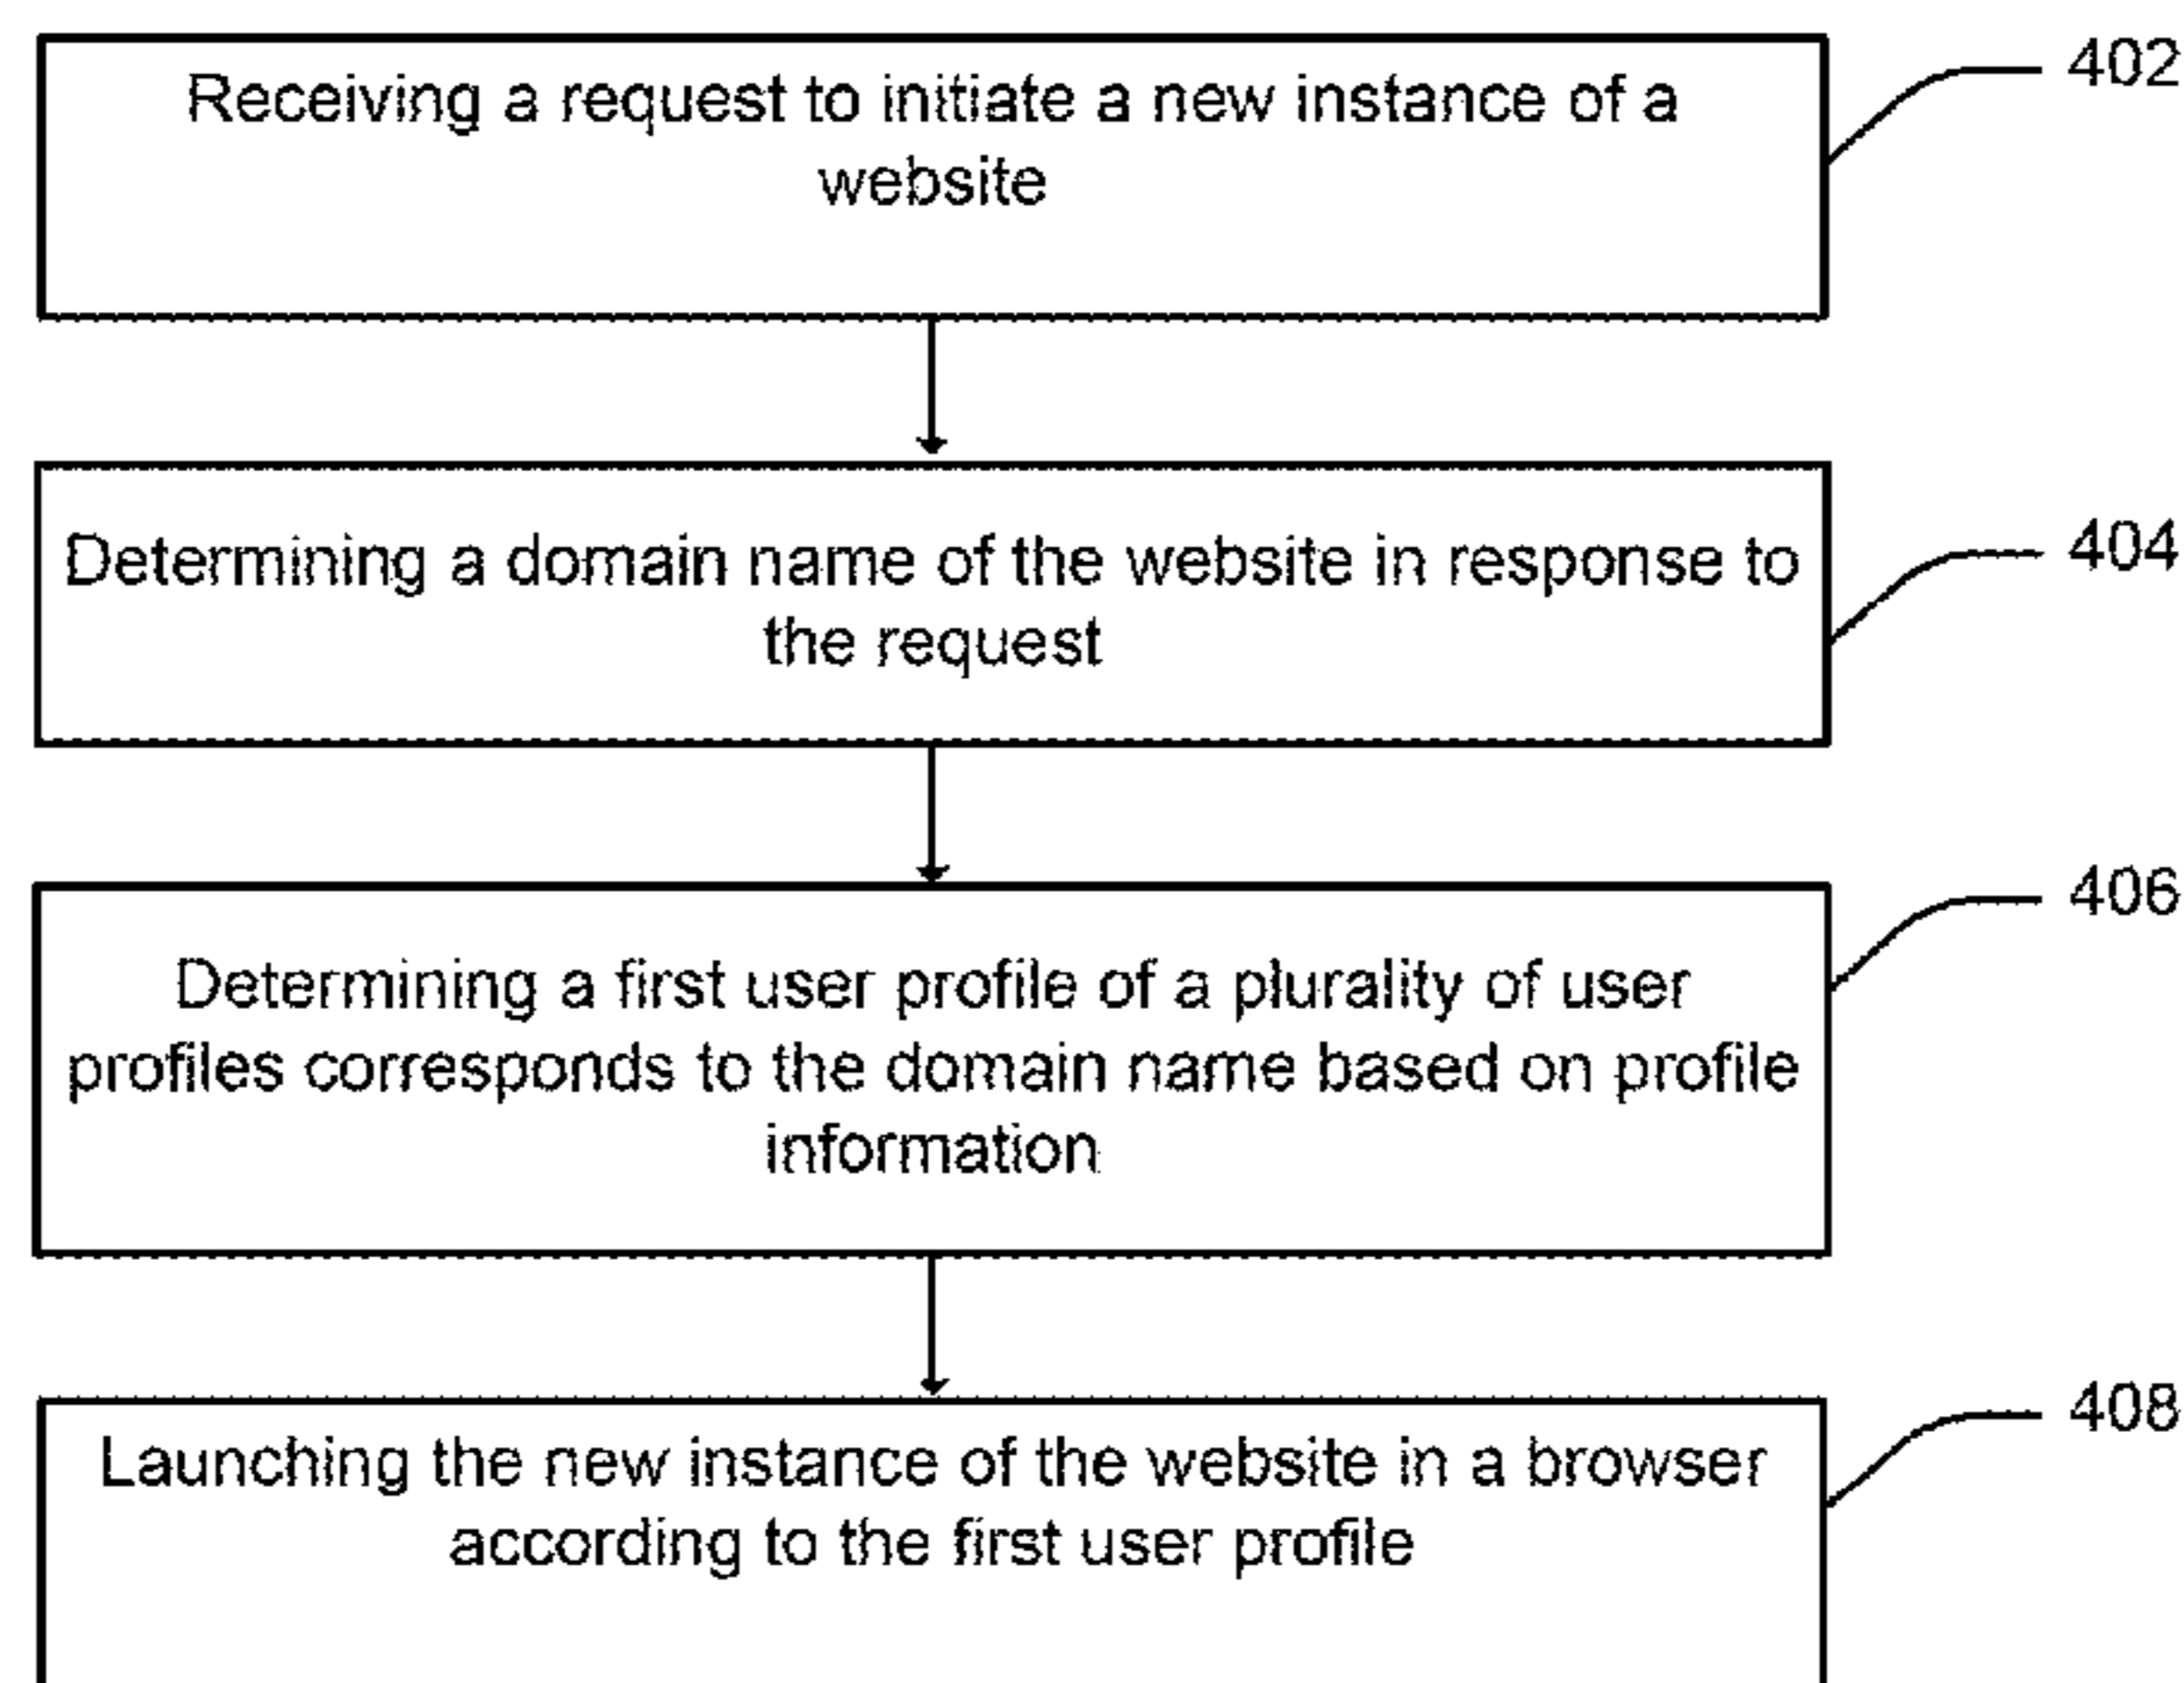 Receiving a request to initiate a new instance of a
website
402
Determining a domain name of the website in response to
the request
404
Determining a first user profile of a plurality of user
profiles corresponds to the domain name based on profile
information
406
Launching the new instance of the website in a browser
according to the first user profile
408